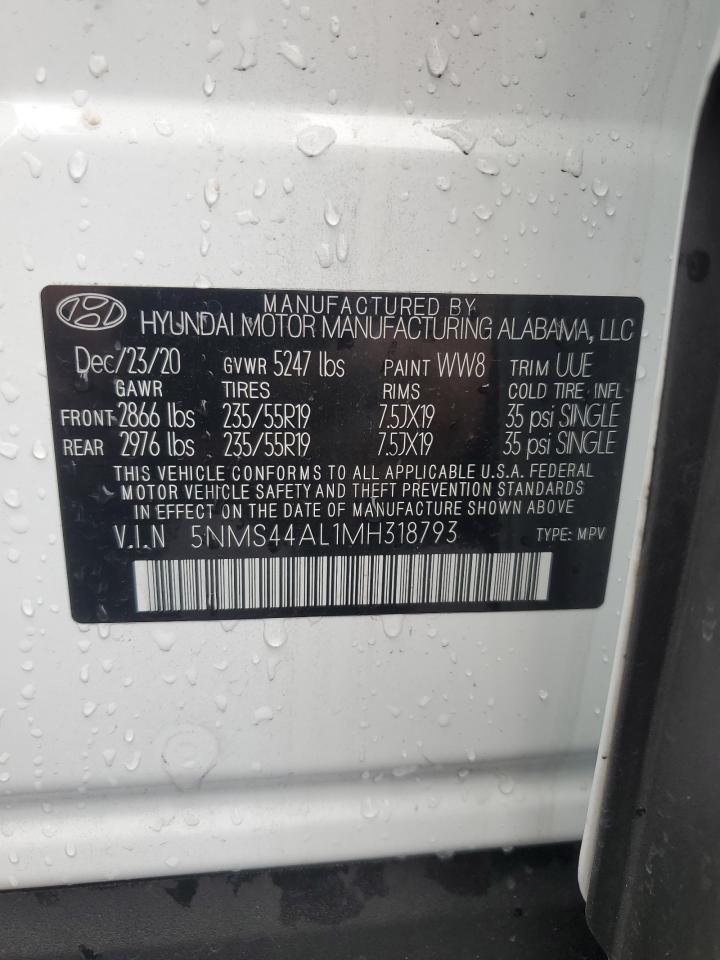 MANUFACTURED BY
HYUNDAI MOTOR MANUFACTURING ALABAMA, LLC
Dec/23/20 GVWR 5247 lbs PAINT WW8 TRIM UUE
GAWR TIRES RIMS COLD TIRE INFL
FRONT 2866 lbs 235/55R19 7.5JX19 35 psi SINGLE
REAR 2976 lbs 235/55R19 7.5JX19 35 psi SINGLE
THIS VEHICLE CONFORMS TO ALL APPLICABLE U.S.A. FEDERAL
MOTOR VEHICLE SAFETY AND THEFT PREVENTION STANDARDS
IN EFFECT ON THE DATE OF MANUFACTURE SHOWN ABOVE
V.I.N 5NMS44AL1MH318793 TYPE: MPV